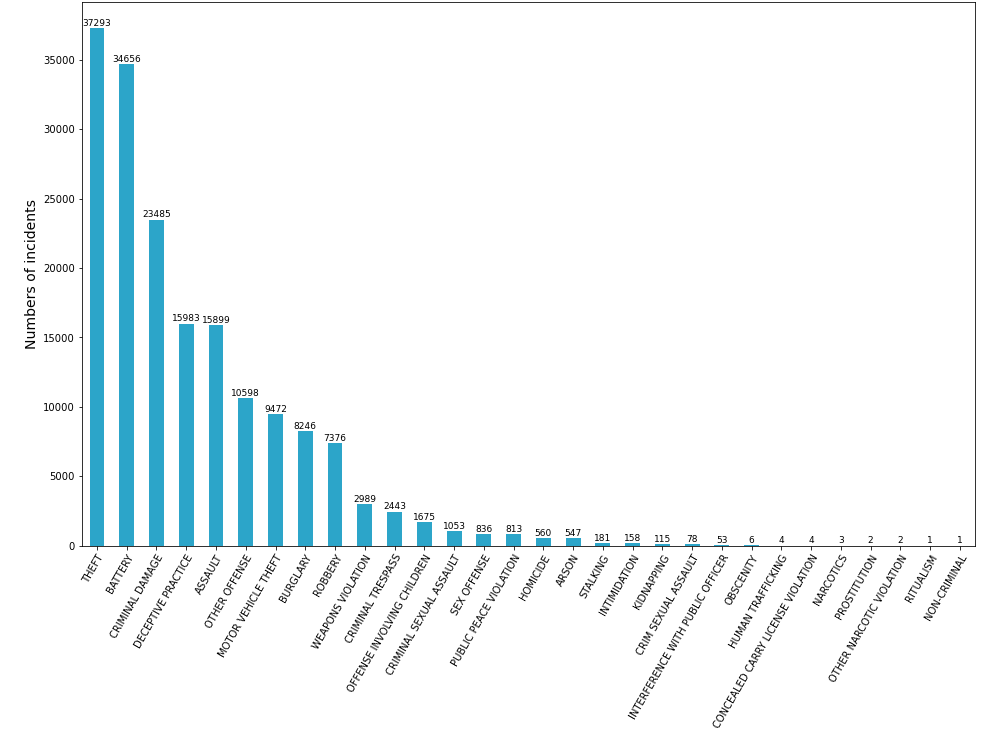 Numbers of incidents
35000
30000
25000
20000
15000
10000
5000
0
37293
34656
23485
15983
15899
10598
9472
8246
7376
2989
2443
1675
1053
836
813
560
547
181
158
115
78
53
6
4
4
3
2
2
1
1
THEFT
BATTERY
CRIMINAL DAMAGE
DECEPTIVE PRACTICE
ASSAULT
OTHER OFFENSE
MOTOR VEHICLE THEFT
BURGLARY
ROBBERY
WEAPONS VIOLATION
CRIMINAL TRESPASS
OFFENSE INVOLVING CHILDREN
CRIMINAL SEXUAL ASSAULT
SEX OFFENSE
PUBLIC PEACE VIOLATION
HOMICIDE
ARSON
STALKING
INTIMIDATION
KIDNAPPING
CRIM SEXUAL ASSAULT
INTERFERENCE WITH PUBLIC OFFICER
OBSCENITY
HUMAN TRAFFICKING
CONCEALED CARRY LICENSE VIOLATION
NARCOTICS
PROSTITUTION
OTHER NARCOTIC VIOLATION
RITUALISM
NON-CRIMINAL